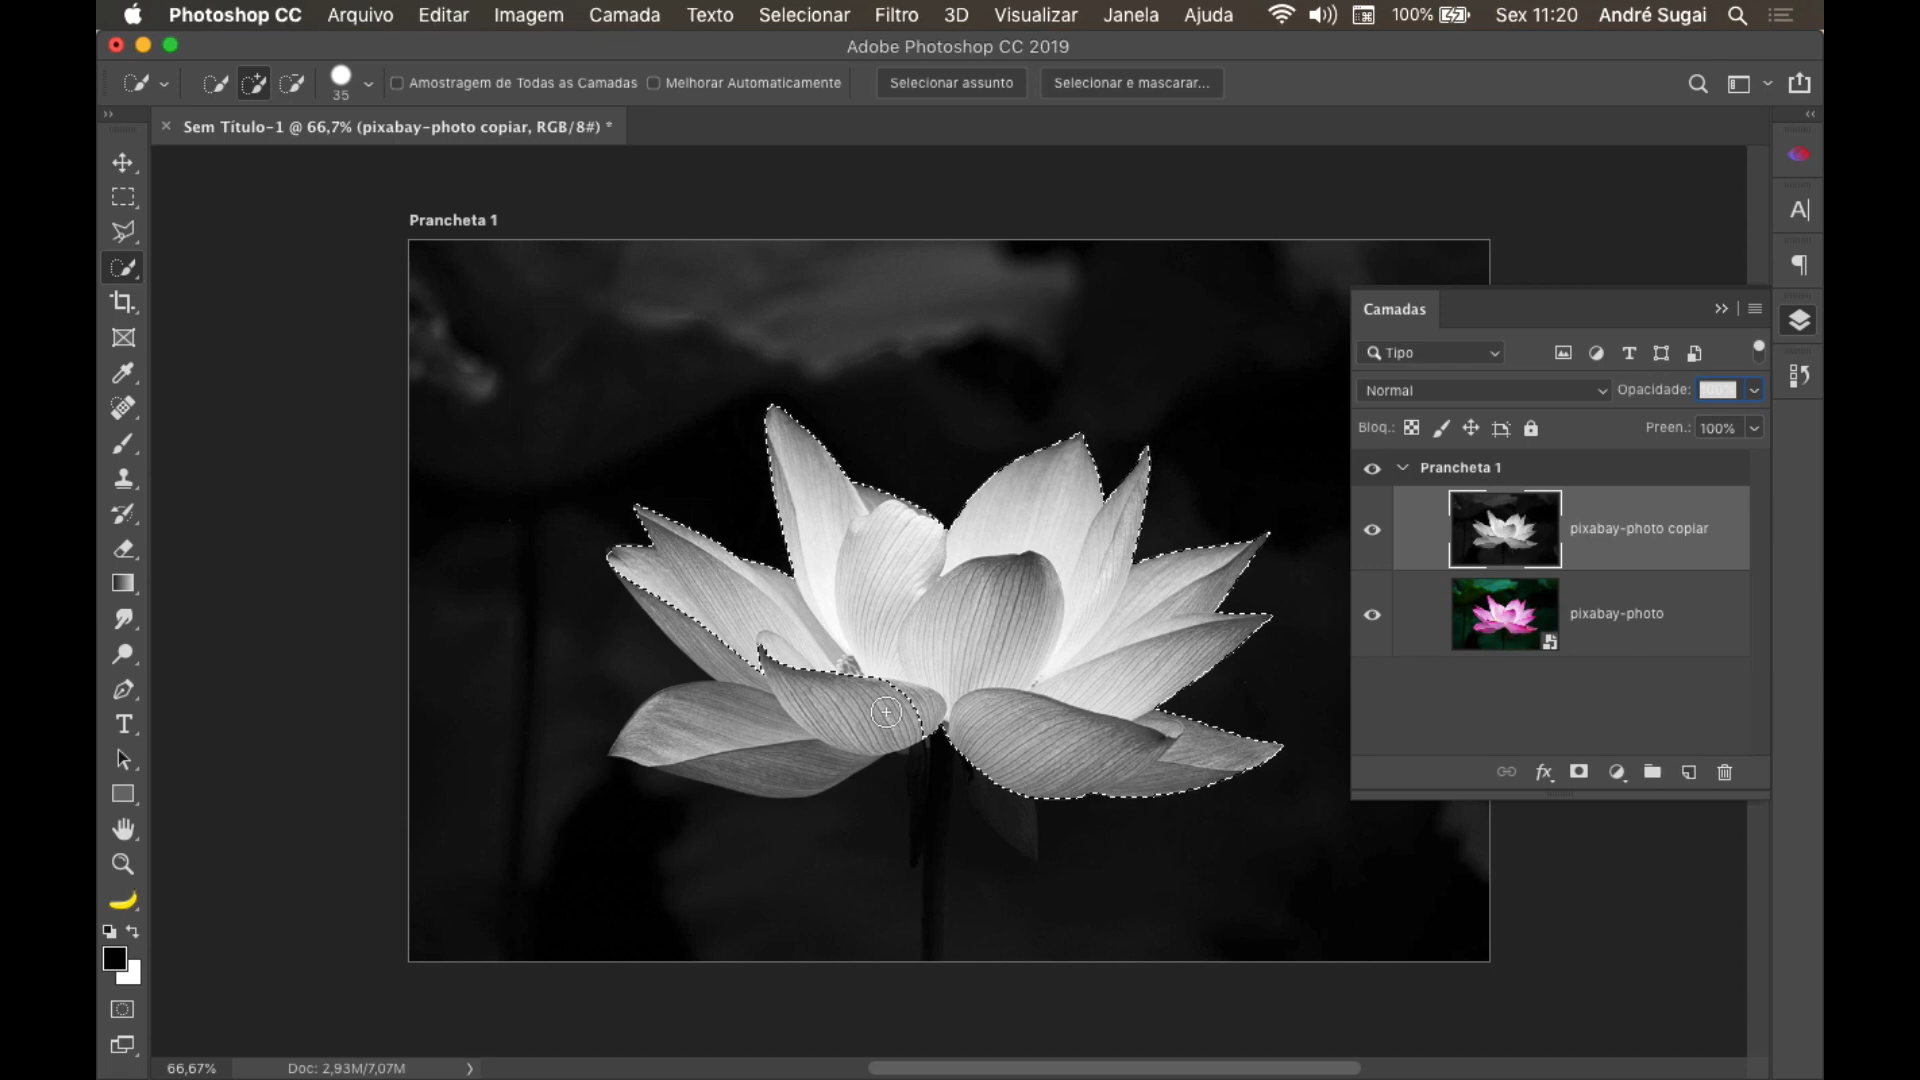 Photoshop CC Arquivo Editar Imagem Camada Texto Selecionar Filtro 3D Visualizar Janela Ajuda 100% Sex 11:20 André Sugai
Adobe Photoshop CC 2019
35 Amostragem de Todas as Camadas Melhorar Automaticamente Selecionar assunto Selecionar e mascarar...
Sem Título-1 @ 66,7% (pixabay-photo copiar, RGB/8#) *
Prancheta 1
Camadas
Tipo
Normal Opacidade: 100%
Bloq.: Preen.: 100%
Prancheta 1
pixabay-photo copiar
pixabay-photo
66,67% Doc: 2,93M/7,07M